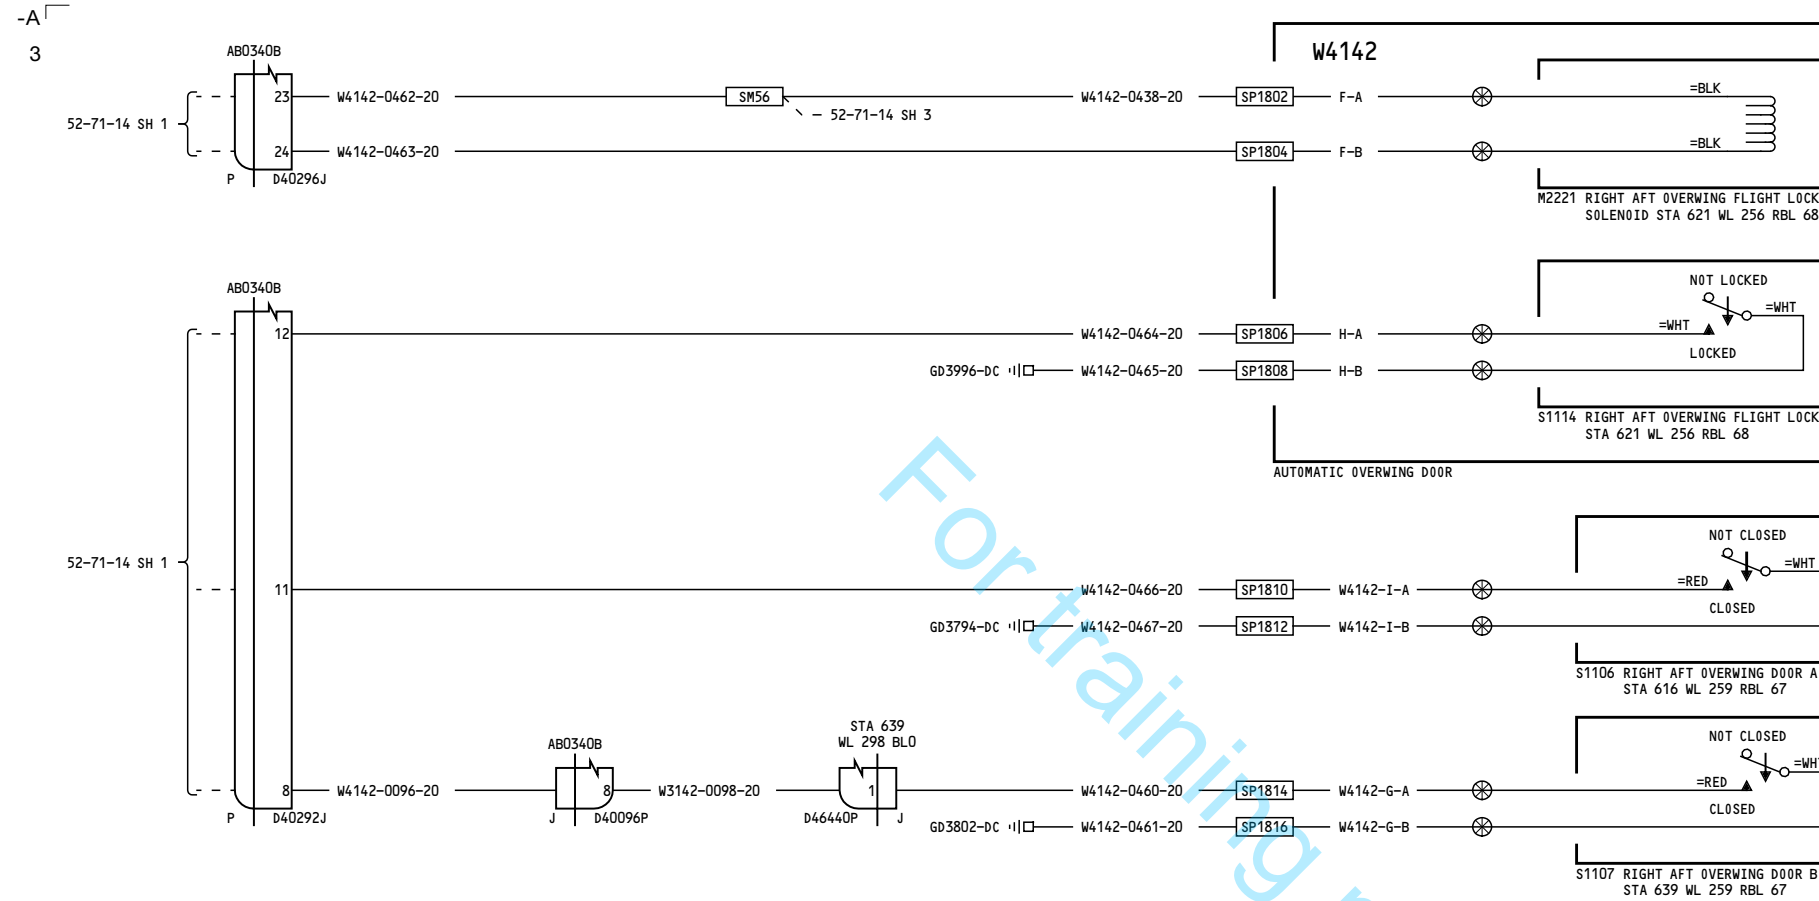 -A
3
AB0340B
W4142
23
W4142-0462-20
SM56
W4142-0438-20
SP1802
F-A
=BLK
52-71-14 SH 3
52-71-14 SH 1
24
W4142-0463-20
SP1804
F-B
=BLK
P
D40296J
M2221 RIGHT AFT OVERWING FLIGHT LOCK
SOLENOID STA 621 WL 256 RBL 68
AB0340B
NOT LOCKED
=WHT
12
W4142-0464-20
SP1806
H-A
=WHT
LOCKED
GD3996-DC
W4142-0465-20
SP1808
H-B
S1114 RIGHT AFT OVERWING FLIGHT LOCK
STA 621 WL 256 RBL 68
AUTOMATIC OVERWING DOOR
NOT CLOSED
=WHT
52-71-14 SH 1
11
W4142-0466-20
SP1810
W4142-I-A
=RED
CLOSED
GD3794-DC
W4142-0467-20
SP1812
W4142-I-B
S1106 RIGHT AFT OVERWING DOOR A
STA 616 WL 259 RBL 67
STA 639
WL 298 BL0
AB0340B
NOT CLOSED
8
W4142-0096-20
8
W3142-0098-20
1
W4142-0460-20
SP1814
W4142-G-A
=RED
CLOSED
P
D40292J
J
D40096P
D46440P
J
GD3802-DC
W4142-0461-20
SP1816
W4142-G-B
S1107 RIGHT AFT OVERWING DOOR B
STA 639 WL 259 RBL 67
For training